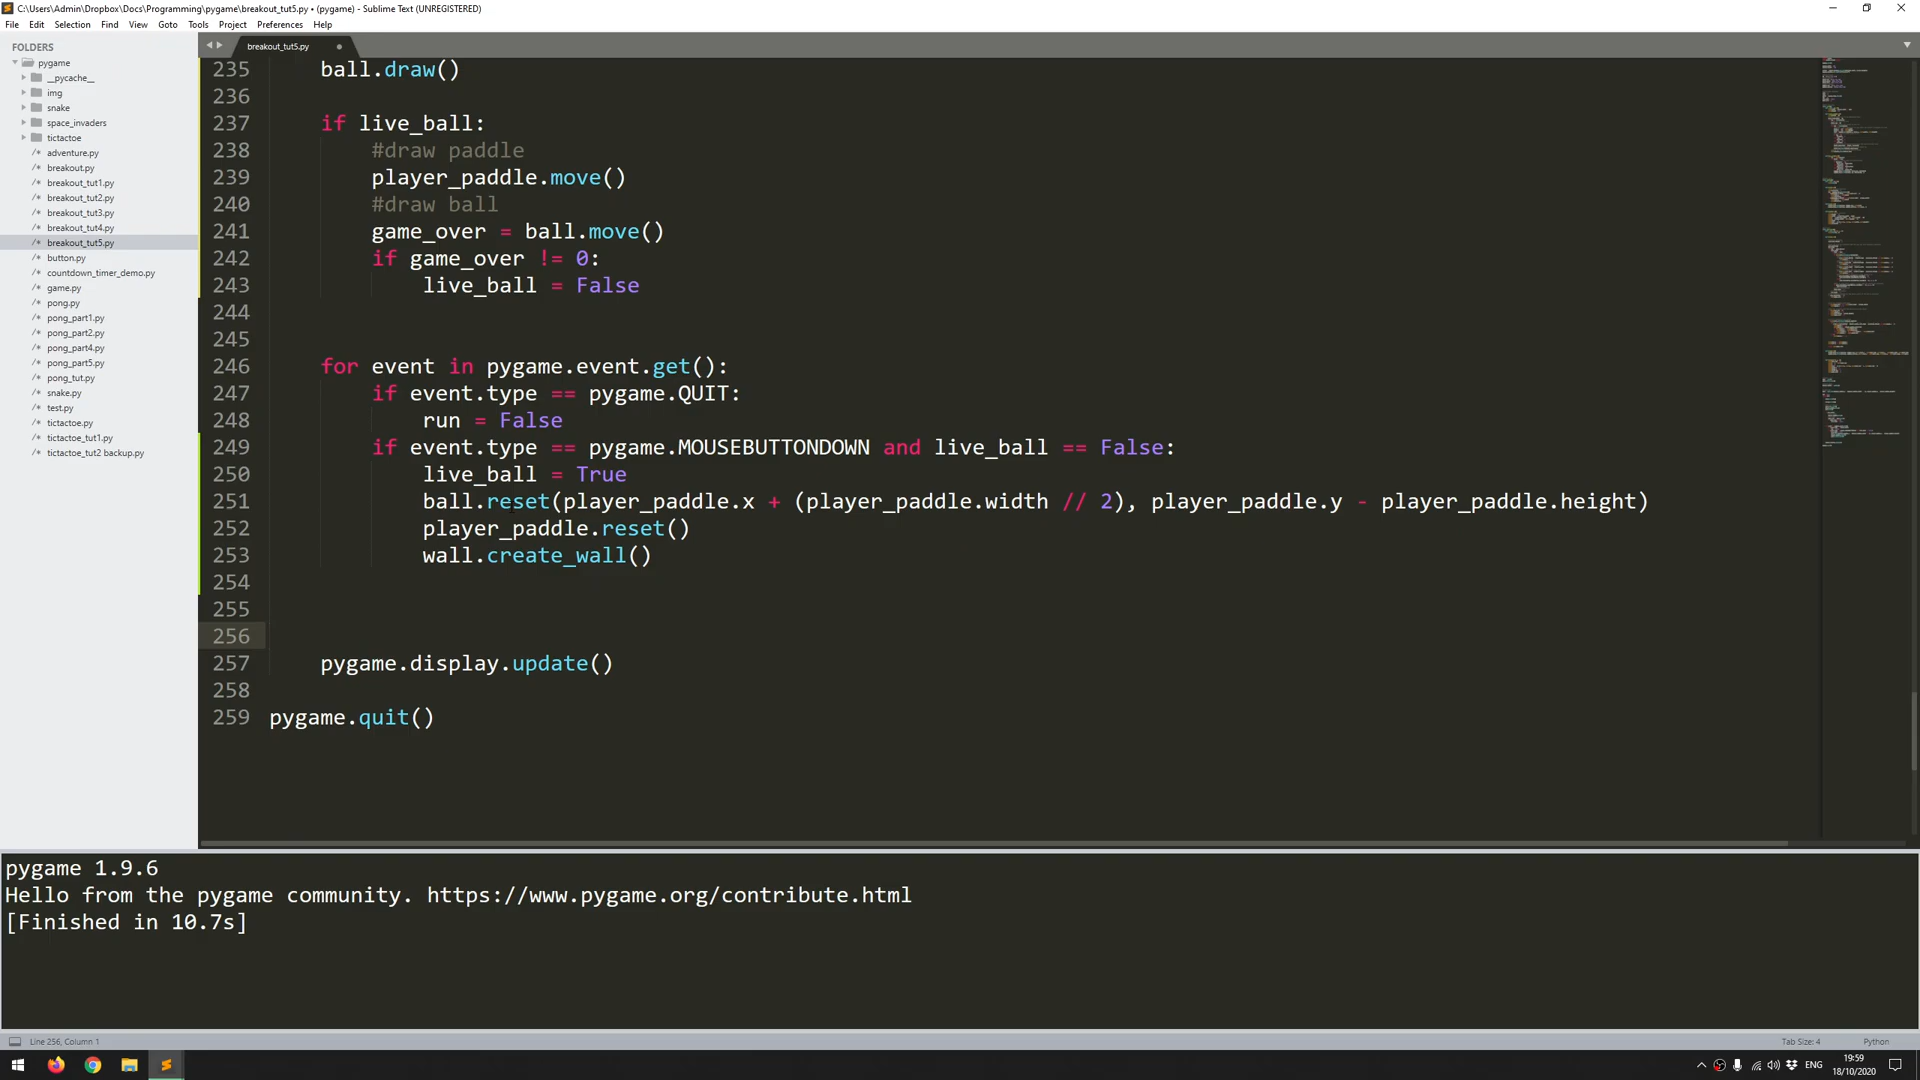 C:\Users\Admin\Dropbox\Docs\Programming\pygame\breakout_tut5.py • (pygame) - Sublime Text (UNREGISTERED)
File Edit Selection Find View Goto Tools Project Preferences Help
FOLDERS
pygame
__pycache__
img
snake
space_invaders
tictactoe
/* adventure.py
/* breakout.py
/* breakout_tut1.py
/* breakout_tut2.py
/* breakout_tut3.py
/* breakout_tut4.py
/* breakout_tut5.py
/* button.py
/* countdown_timer_demo.py
/* game.py
/* pong.py
/* pong_part1.py
/* pong_part2.py
/* pong_part4.py
/* pong_part5.py
/* pong_tut.py
/* snake.py
/* test.py
/* tictactoe.py
/* tictactoe_tut1.py
/* tictactoe_tut2 backup.py
breakout_tut5.py
235 ball.draw()
236
237 if live_ball:
238 #draw paddle
239 player_paddle.move()
240 #draw ball
241 game_over = ball.move()
242 if game_over != 0:
243 live_ball = False
244
245
246 for event in pygame.event.get():
247 if event.type == pygame.QUIT:
248 run = False
249 if event.type == pygame.MOUSEBUTTONDOWN and live_ball == False:
250 live_ball = True
251 ball.reset(player_paddle.x + (player_paddle.width // 2), player_paddle.y - player_paddle.height)
252 player_paddle.reset()
253 wall.create_wall()
254
255
256
257 pygame.display.update()
258
259 pygame.quit()
pygame 1.9.6
Hello from the pygame community. https://www.pygame.org/contribute.html
[Finished in 10.7s]
Line 256, Column 1
Tab Size: 4
Python
ENG
19:59
18/10/2020